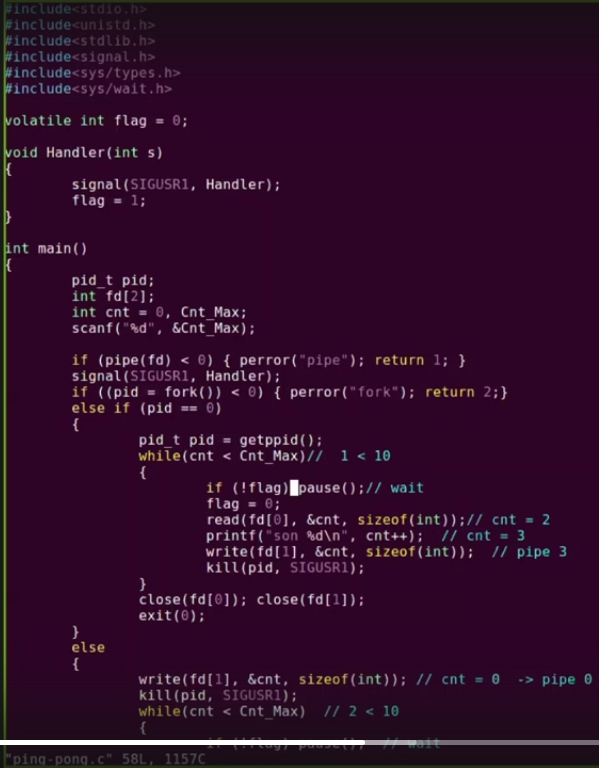 #include<stdio.h>
#include<unistd.h>
#include<stdlib.h>
#include<signal.h>
#include<sys/types.h>
#include<sys/wait.h>
volatile int flag = 0;
void Handler(int s)
{
signal(SIGUSR1, Handler);
flag = 1;
}
int main()
{
pid_t pid;
int fd[2];
int cnt = 0, Cnt_Max;
scanf("%d", &Cnt_Max);
if (pipe(fd) < 0) { perror("pipe"); return 1; }
signal(SIGUSR1, Handler);
if ((pid = fork()) < 0) { perror("fork"); return 2;}
else if (pid == 0)
{
pid_t pid = getppid();
while(cnt < Cnt_Max)//  1 < 10
{
if (!flag) pause();// wait
flag = 0;
read(fd[0], &cnt, sizeof(int));// cnt = 2
printf("son %d\n", cnt++);  // cnt = 3
write(fd[1], &cnt, sizeof(int));  // pipe 3
kill(pid, SIGUSR1);
}
close(fd[0]); close(fd[1]);
exit(0);
}
else
{
write(fd[1], &cnt, sizeof(int)); // cnt = 0  -> pipe 0
kill(pid, SIGUSR1);
while(cnt < Cnt_Max)  // 2 < 10
{
if (!flag) pause();  // wait
"ping-pong.c" 58L, 1157C